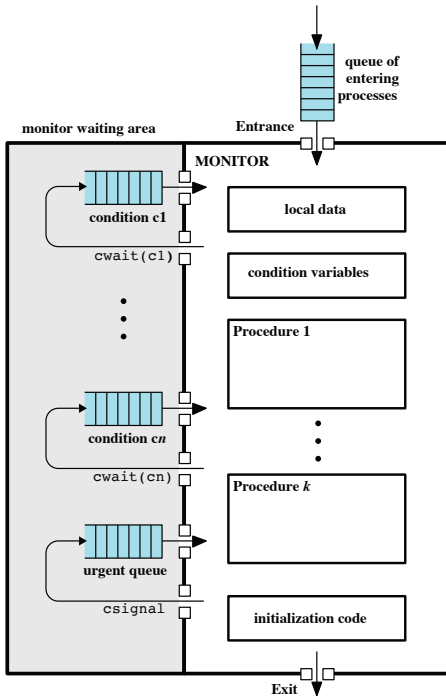 queue of
entering
processes
Entrance
monitor waiting area
MONITOR
condition c1
local data
cwait(c1)
condition variables
Procedure 1
condition cn
cwait(cn)
Procedure k
urgent queue
csignal
initialization code
Exit